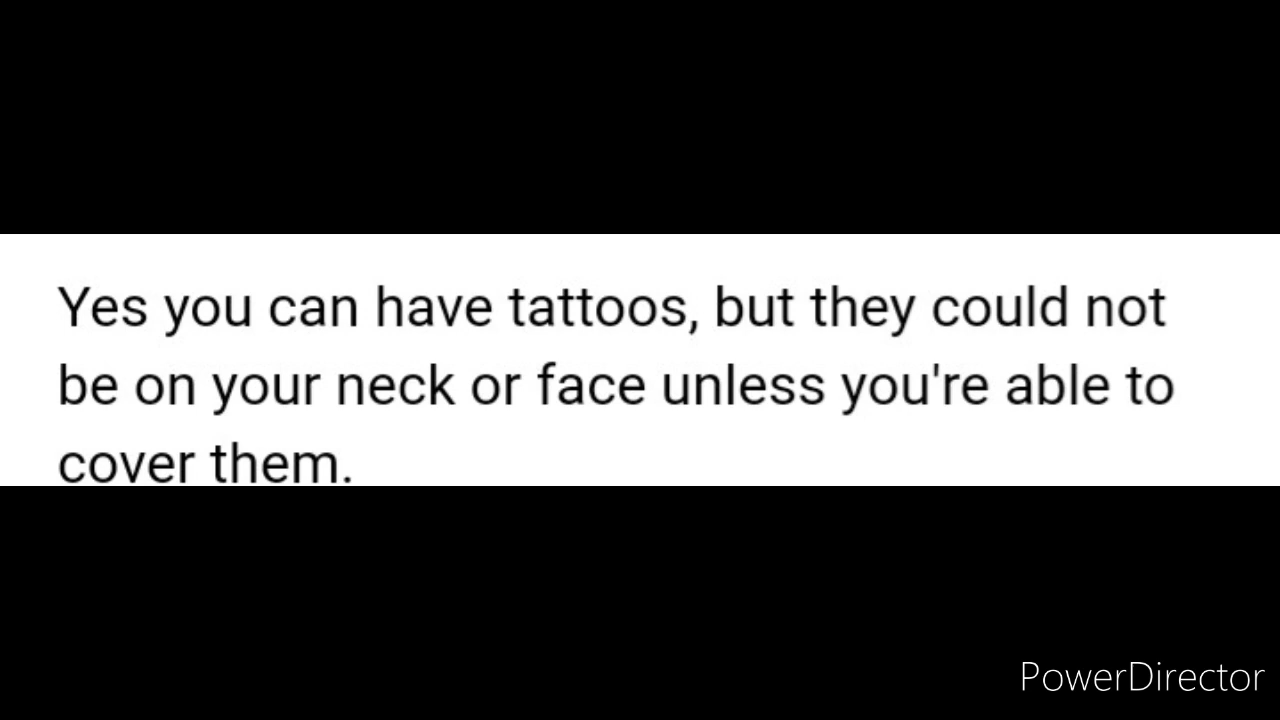 Yes you can have tattoos, but they could not
be on your neck or face unless you're able to
cover them.
PowerDirector